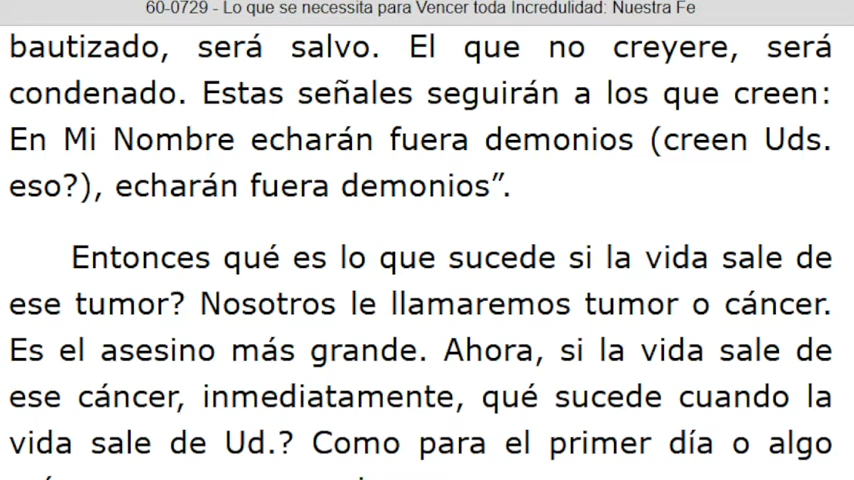 60-0729 - Lo que se necessita para Vencer toda Incredulidad: Nuestra Fe
bautizado, será salvo. El que no creyere, será
condenado. Estas señales seguirán a los que creen:
En Mi Nombre echarán fuera demonios (creen Uds.
eso?), echarán fuera demonios”.
Entonces qué es lo que sucede si la vida sale de
ese tumor? Nosotros le llamaremos tumor o cáncer.
Es el asesino más grande. Ahora, si la vida sale de
ese cáncer, inmediatamente, qué sucede cuando la
vida sale de Ud.? Como para el primer día o algo